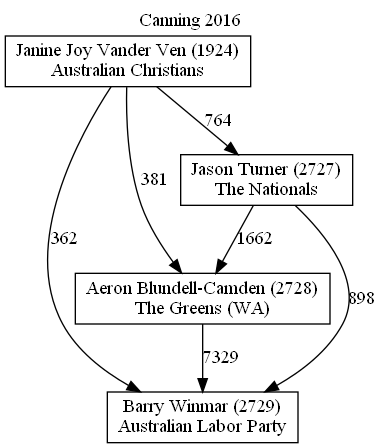 Canning 2016
Janine Joy Vander Ven (1924)
Australian Christians
764
Jason Turner (2727)
The Nationals
381
362
1662
Aeron Blundell-Camden (2728)
The Greens (WA)
898
7329
Barry Winmar (2729)
Australian Labor Party